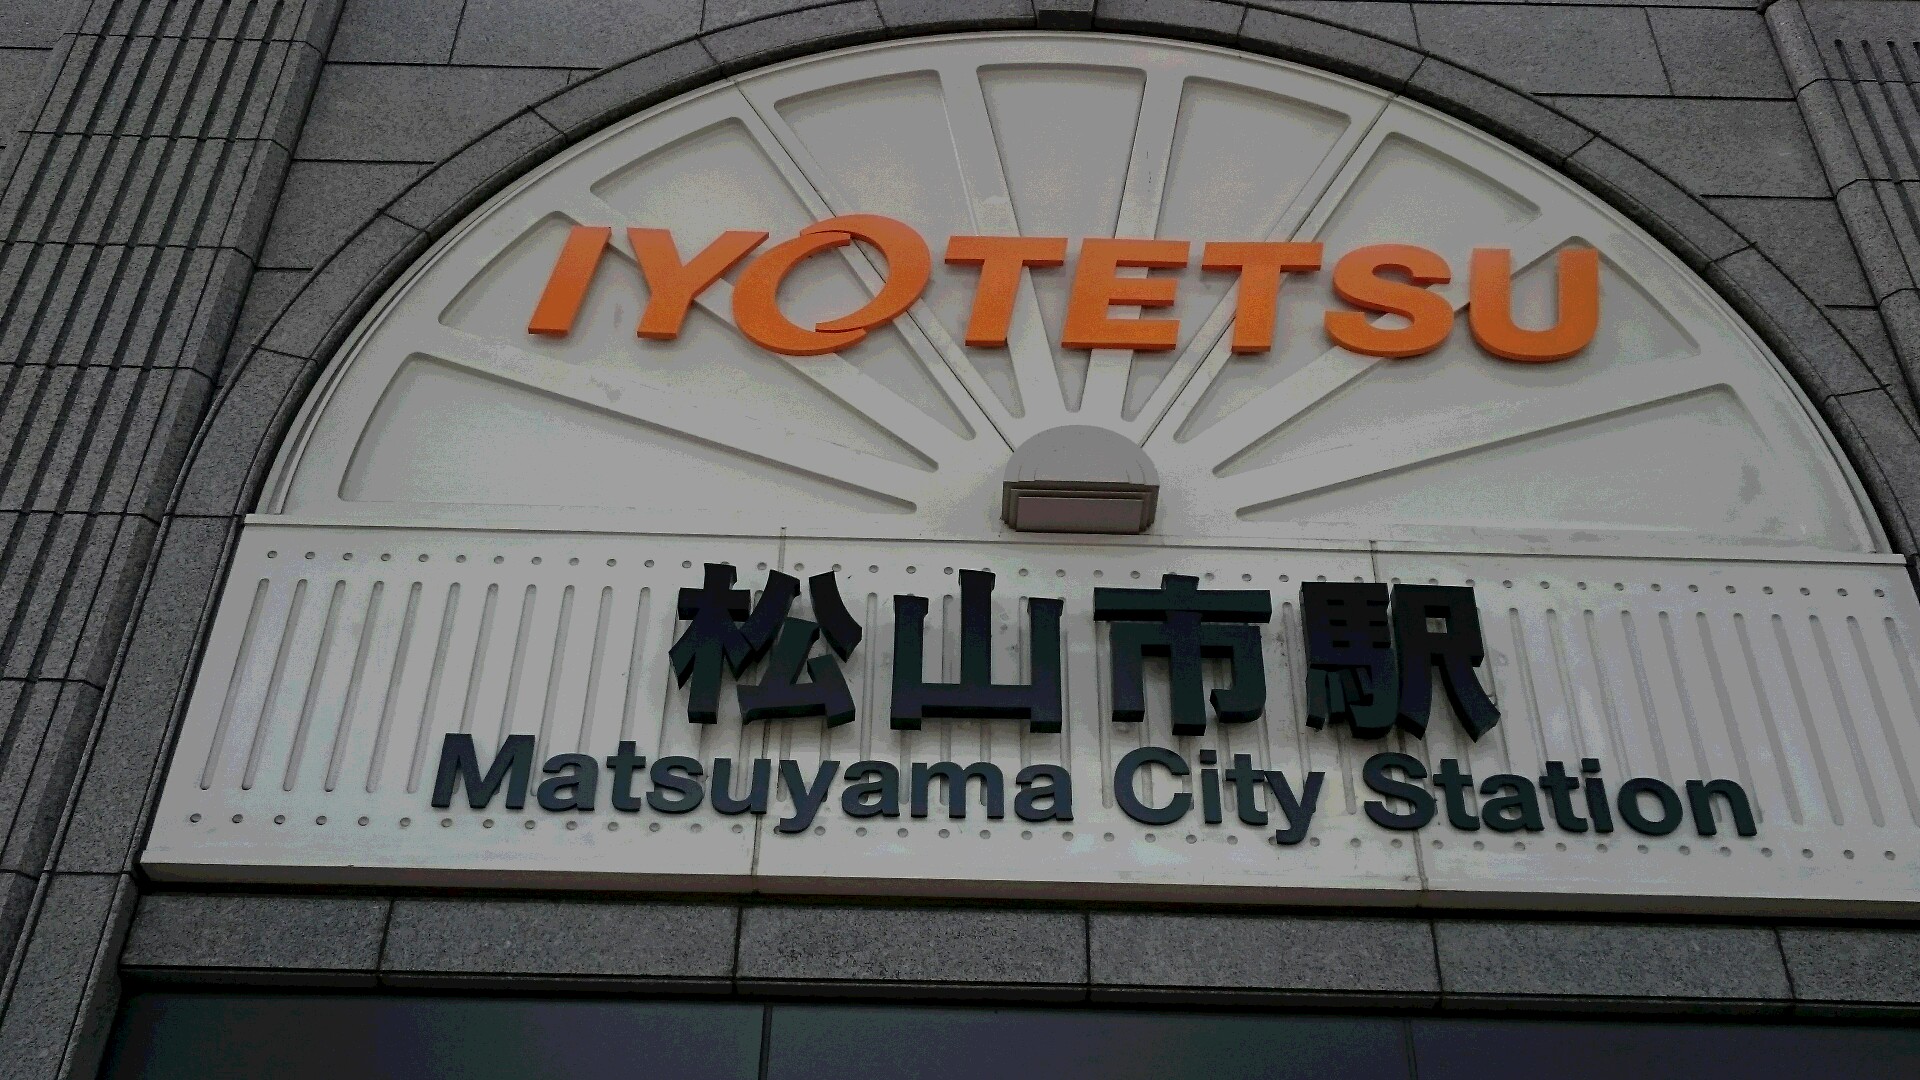 IYOTETSU
松山市駅
Matsuyama City Station